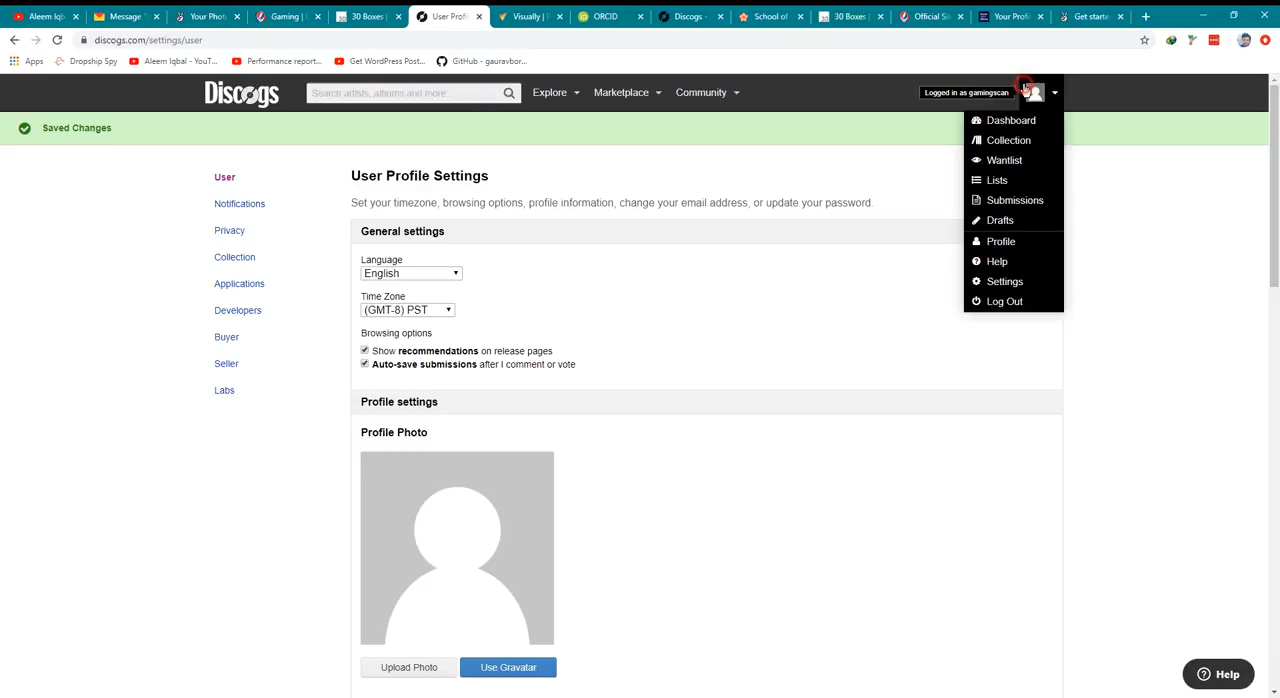 Aleem Iqb
Message
Your Photo
Gaming |
30 Boxes |
User Profi
Visually | P
ORCID
Discogs -
School of
30 Boxes |
Official Si
Your Profi
Get starte
discogs.com/settings/user
Apps
Dropship Spy
Aleem Iqbal - YouT...
Performance report...
Get WordPress Post...
GitHub - gauravbor...
Discogs
Search artists, albums and more...
Explore
Marketplace
Community
Logged in as gamingscan
Saved Changes
Dashboard
Collection
Wantlist
Lists
Submissions
Drafts
Profile
Help
Settings
Log Out
User
Notifications
Privacy
Collection
Applications
Developers
Buyer
Seller
Labs
User Profile Settings
Set your timezone, browsing options, profile information, change your email address, or update your password.
General settings
Language
English
Time Zone
(GMT-8) PST
Browsing options
Show recommendations on release pages
Auto-save submissions after I comment or vote
Profile settings
Profile Photo
Upload Photo
Use Gravatar
Help